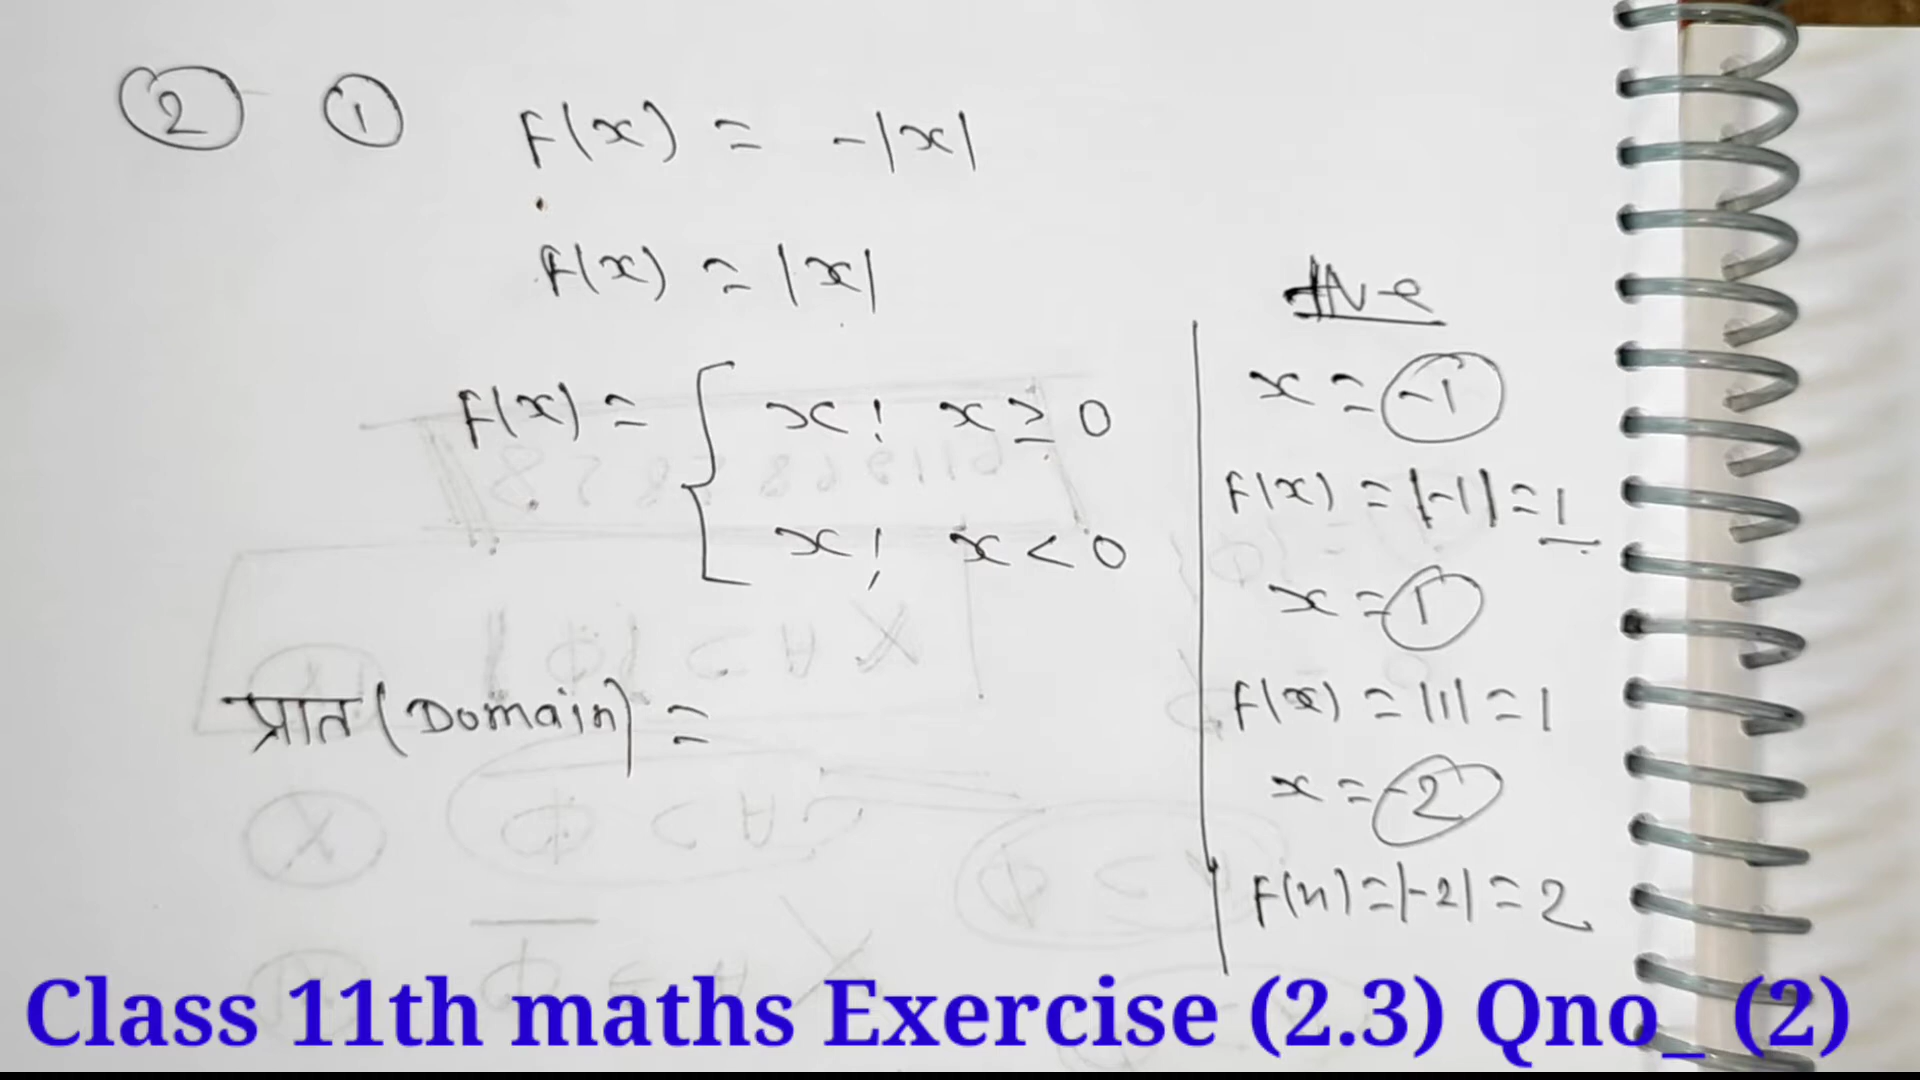 ② ① F(x) = -|x|
F(x) = |x|
F(x) = { x ; x ≥ 0
x ; x < 0
प्रात (Domain) =
+ve
x = -1
F(x) = |-1| = 1
x = 1
F(x) = |1| = 1
x = -2
F(x) = |-2| = 2
Class 11th maths Exercise (2.3) Qno_ (2)